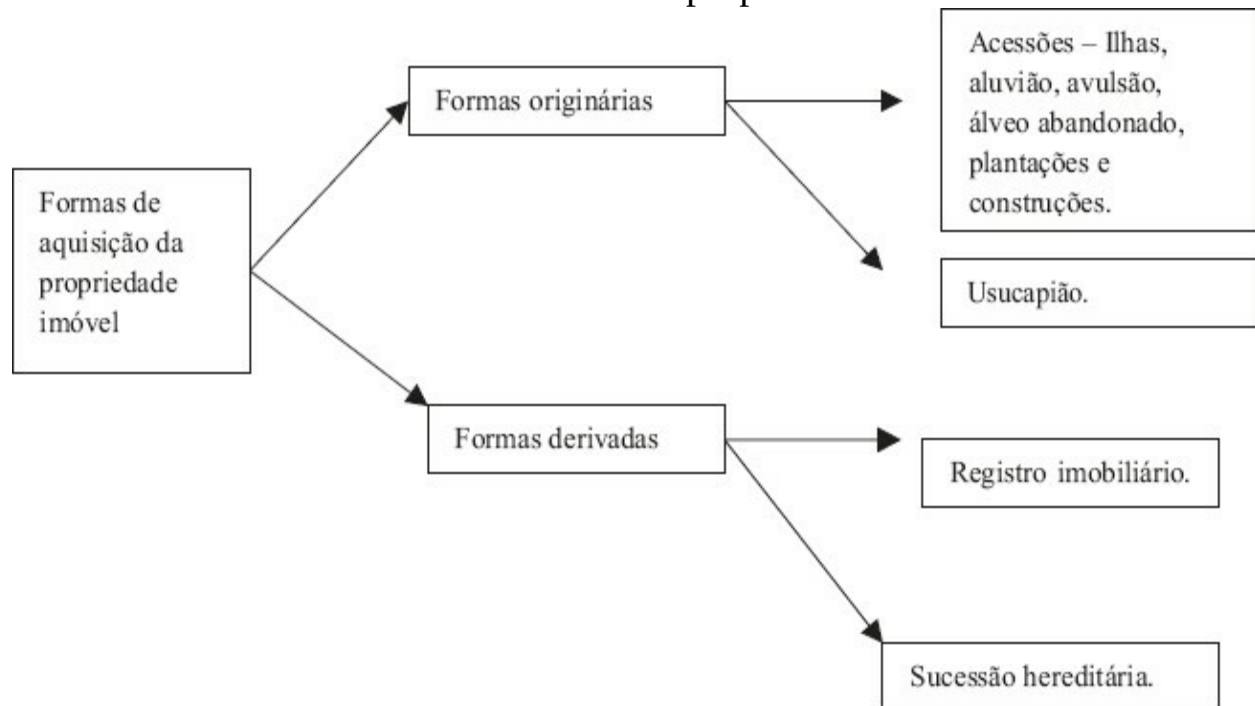 Formas de
aquisição da
propriedade
imóvel
Formas originárias
Acessões – Ilhas,
aluvião, avulsão,
álveo abandonado,
plantações e
construções.
Usucapião.
Formas derivadas
Registro imobiliário.
Sucessão hereditária.